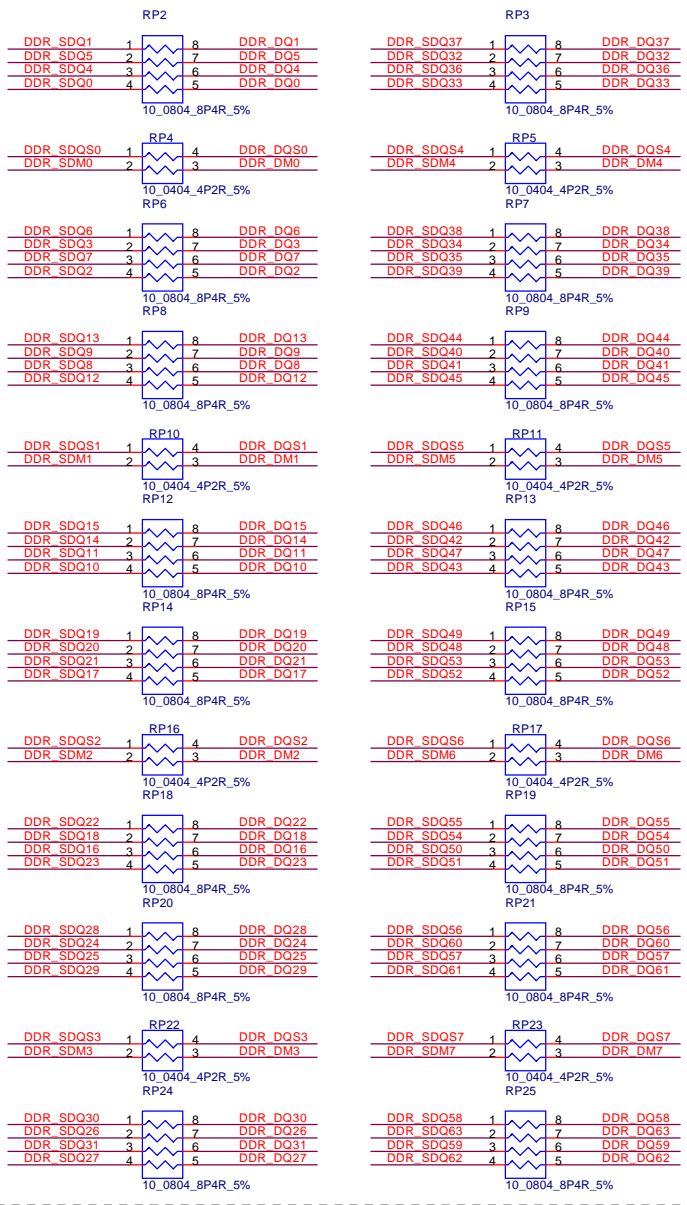 RP2 RP3
DDR_SDQ1 1 8 DDR_DQ1 DDR_SDQ37 1 8 DDR_DQ37
DDR_SDQ5 2 7 DDR_DQ5 DDR_SDQ32 2 7 DDR_DQ32
DDR_SDQ4 3 6 DDR_DQ4 DDR_SDQ36 3 6 DDR_DQ36
DDR_SDQ0 4 5 DDR_DQ0 DDR_SDQ33 4 5 DDR_DQ33
10_0804_8P4R_5% 10_0804_8P4R_5%
RP4 RP5
DDR_SDQS0 1 4 DDR_DQS0 DDR_SDQS4 1 4 DDR_DQS4
DDR_SDM0 2 3 DDR_DM0 DDR_SDM4 2 3 DDR_DM4
10_0404_4P2R_5% 10_0404_4P2R_5%
RP6 RP7
DDR_SDQ6 1 8 DDR_DQ6 DDR_SDQ38 1 8 DDR_DQ38
DDR_SDQ3 2 7 DDR_DQ3 DDR_SDQ34 2 7 DDR_DQ34
DDR_SDQ7 3 6 DDR_DQ7 DDR_SDQ35 3 6 DDR_DQ35
DDR_SDQ2 4 5 DDR_DQ2 DDR_SDQ39 4 5 DDR_DQ39
10_0804_8P4R_5% 10_0804_8P4R_5%
RP8 RP9
DDR_SDQ13 1 8 DDR_DQ13 DDR_SDQ44 1 8 DDR_DQ44
DDR_SDQ9 2 7 DDR_DQ9 DDR_SDQ40 2 7 DDR_DQ40
DDR_SDQ8 3 6 DDR_DQ8 DDR_SDQ41 3 6 DDR_DQ41
DDR_SDQ12 4 5 DDR_DQ12 DDR_SDQ45 4 5 DDR_DQ45
10_0804_8P4R_5% 10_0804_8P4R_5%
RP10 RP11
DDR_SDQS1 1 4 DDR_DQS1 DDR_SDQS5 1 4 DDR_DQS5
DDR_SDM1 2 3 DDR_DM1 DDR_SDM5 2 3 DDR_DM5
10_0404_4P2R_5% 10_0404_4P2R_5%
RP12 RP13
DDR_SDQ15 1 8 DDR_DQ15 DDR_SDQ46 1 8 DDR_DQ46
DDR_SDQ14 2 7 DDR_DQ14 DDR_SDQ42 2 7 DDR_DQ42
DDR_SDQ11 3 6 DDR_DQ11 DDR_SDQ47 3 6 DDR_DQ47
DDR_SDQ10 4 5 DDR_DQ10 DDR_SDQ43 4 5 DDR_DQ43
10_0804_8P4R_5% 10_0804_8P4R_5%
RP14 RP15
DDR_SDQ19 1 8 DDR_DQ19 DDR_SDQ49 1 8 DDR_DQ49
DDR_SDQ20 2 7 DDR_DQ20 DDR_SDQ48 2 7 DDR_DQ48
DDR_SDQ21 3 6 DDR_DQ21 DDR_SDQ53 3 6 DDR_DQ53
DDR_SDQ17 4 5 DDR_DQ17 DDR_SDQ52 4 5 DDR_DQ52
10_0804_8P4R_5% 10_0804_8P4R_5%
RP16 RP17
DDR_SDQS2 1 4 DDR_DQS2 DDR_SDQS6 1 4 DDR_DQS6
DDR_SDM2 2 3 DDR_DM2 DDR_SDM6 2 3 DDR_DM6
10_0404_4P2R_5% 10_0404_4P2R_5%
RP18 RP19
DDR_SDQ22 1 8 DDR_DQ22 DDR_SDQ55 1 8 DDR_DQ55
DDR_SDQ18 2 7 DDR_DQ18 DDR_SDQ54 2 7 DDR_DQ54
DDR_SDQ16 3 6 DDR_DQ16 DDR_SDQ50 3 6 DDR_DQ50
DDR_SDQ23 4 5 DDR_DQ23 DDR_SDQ51 4 5 DDR_DQ51
10_0804_8P4R_5% 10_0804_8P4R_5%
RP20 RP21
DDR_SDQ28 1 8 DDR_DQ28 DDR_SDQ56 1 8 DDR_DQ56
DDR_SDQ24 2 7 DDR_DQ24 DDR_SDQ60 2 7 DDR_DQ60
DDR_SDQ25 3 6 DDR_DQ25 DDR_SDQ57 3 6 DDR_DQ57
DDR_SDQ29 4 5 DDR_DQ29 DDR_SDQ61 4 5 DDR_DQ61
10_0804_8P4R_5% 10_0804_8P4R_5%
RP22 RP23
DDR_SDQS3 1 4 DDR_DQS3 DDR_SDQS7 1 4 DDR_DQS7
DDR_SDM3 2 3 DDR_DM3 DDR_SDM7 2 3 DDR_DM7
10_0404_4P2R_5% 10_0404_4P2R_5%
RP24 RP25
DDR_SDQ30 1 8 DDR_DQ30 DDR_SDQ58 1 8 DDR_DQ58
DDR_SDQ26 2 7 DDR_DQ26 DDR_SDQ63 2 7 DDR_DQ63
DDR_SDQ31 3 6 DDR_DQ31 DDR_SDQ59 3 6 DDR_DQ59
DDR_SDQ27 4 5 DDR_DQ27 DDR_SDQ62 4 5 DDR_DQ62
10_0804_8P4R_5% 10_0804_8P4R_5%